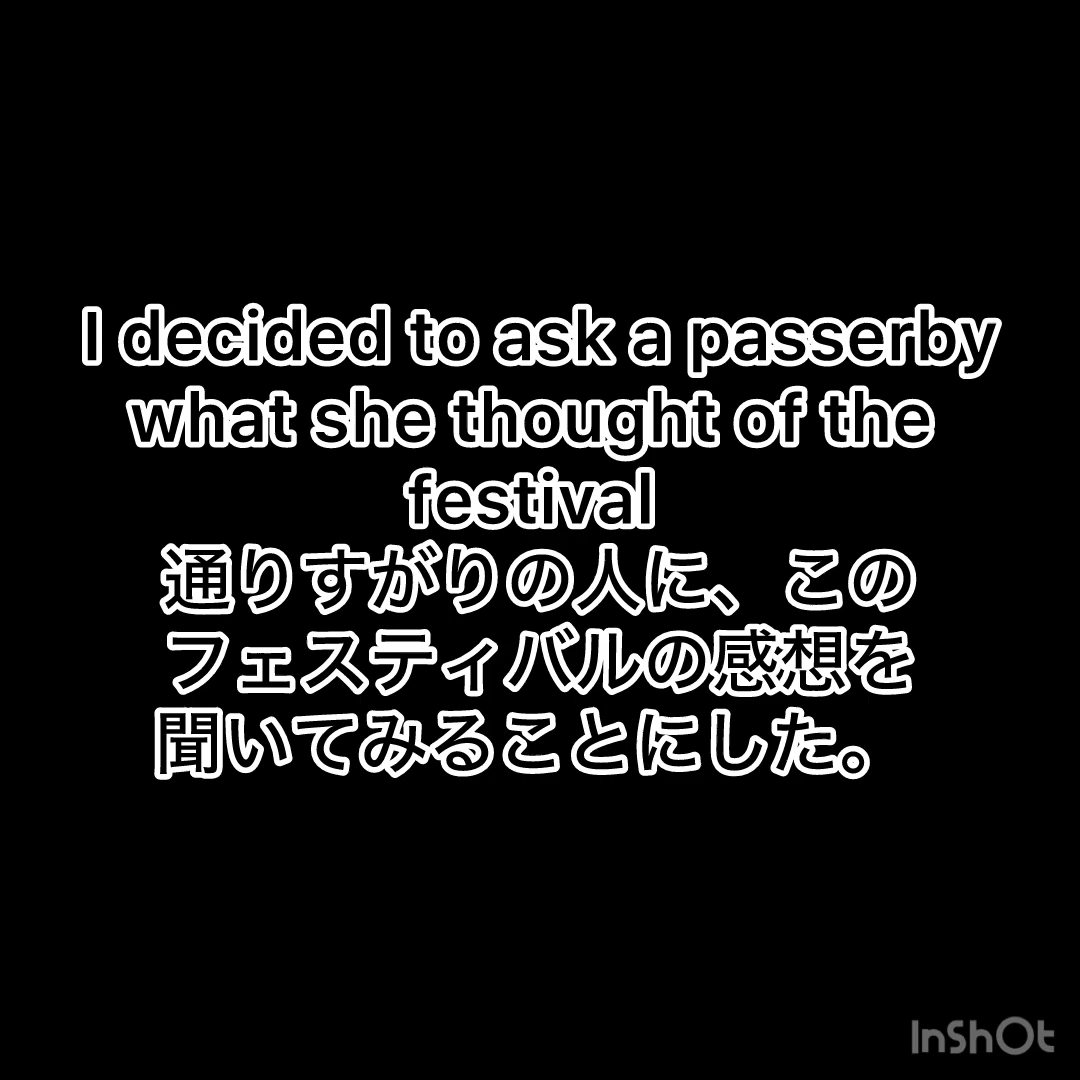 I decided to ask a passerby
what she thought of the
festival
通りすがりの人に、この
フェスティバルの感想を
聞いてみることにした。
InShOt